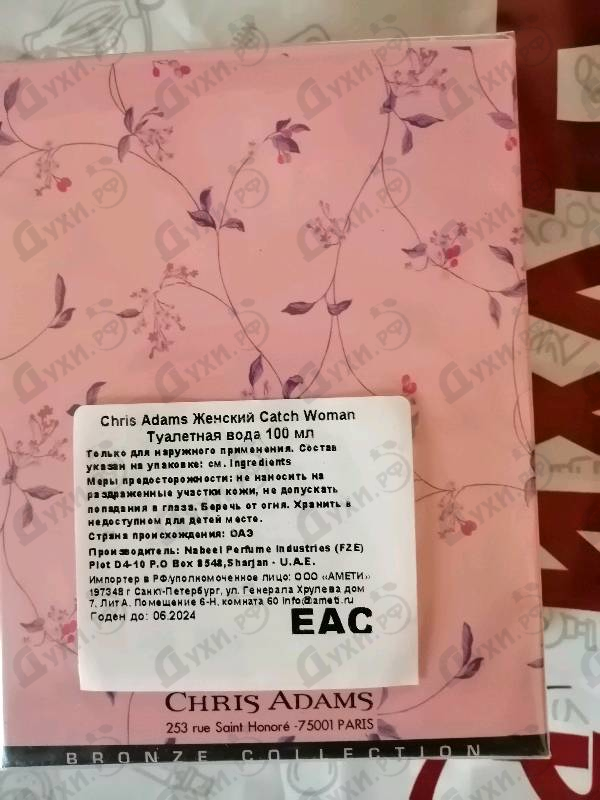 Chris Adams Женский Catch Woman
Туалетная вода 100 мл
Только для наружного применения. Состав
указан на упаковке: см. Ingredients
Меры предосторожности: не наносить на
раздраженные участки кожи, не допускать
попадания в глаза. Беречь от огня. Хранить в
недоступном для детей месте.
Страна происхождения: ОАЭ
Производитель: Nabeel Perfume Industries (FZE)
Plot D4-10 P.O Box 8548,Sharjan - U.A.E.
Импортер в РФ/уполномоченное лицо: ООО «АМЕТИ»
197348 г Санкт-Петербург, ул. Генерала Хрулева дом
7. Лит А. Помещение 6-Н. комната 60 info@ameti.ru
Годен до: 06.2024
EAC
CHRIS ADAMS
253 rue Saint Honoré -75001 PARIS
BRONZE COLLECTION
Духи.рф